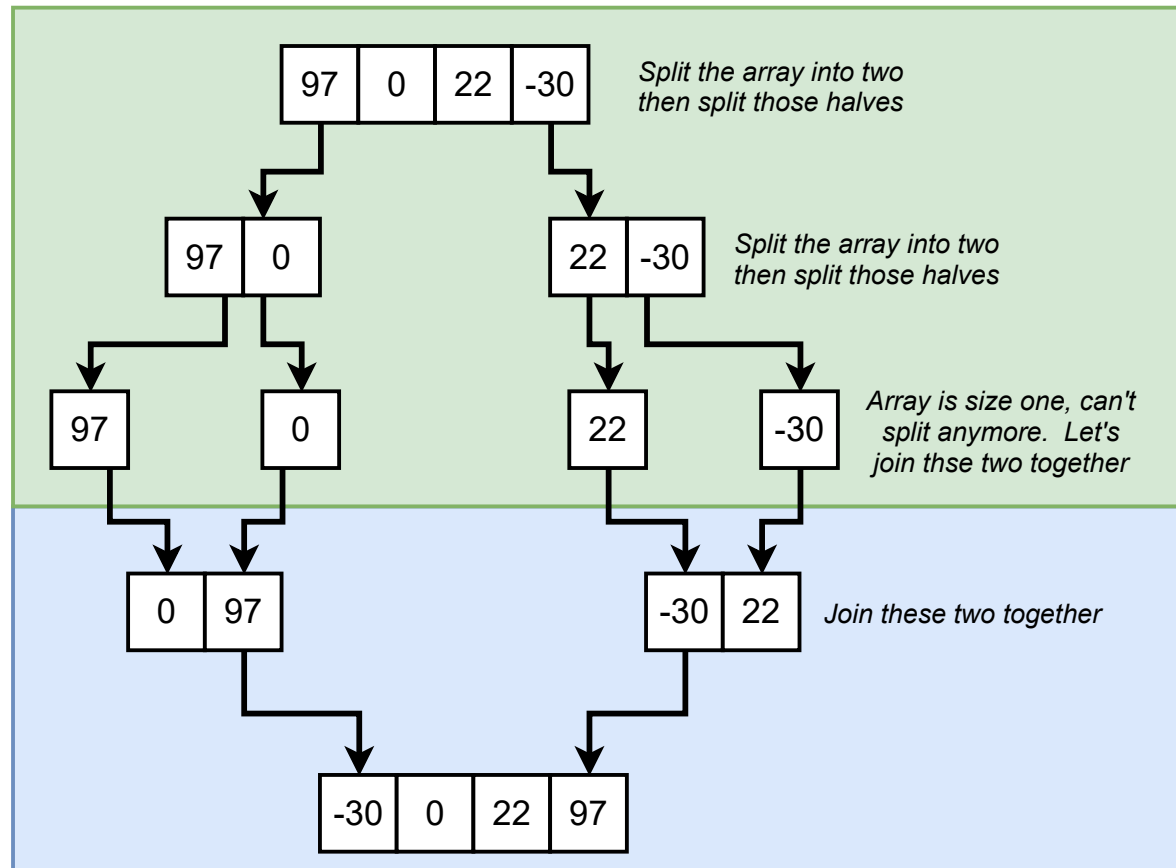 97 0 22 -30
Split the array into two
then split those halves
97 0
22 -30
Split the array into two
then split those halves
97
0
22
-30
Array is size one, can't
split anymore. Let's
join thse two together
0 97
-30 22
Join these two together
-30 0 22 97